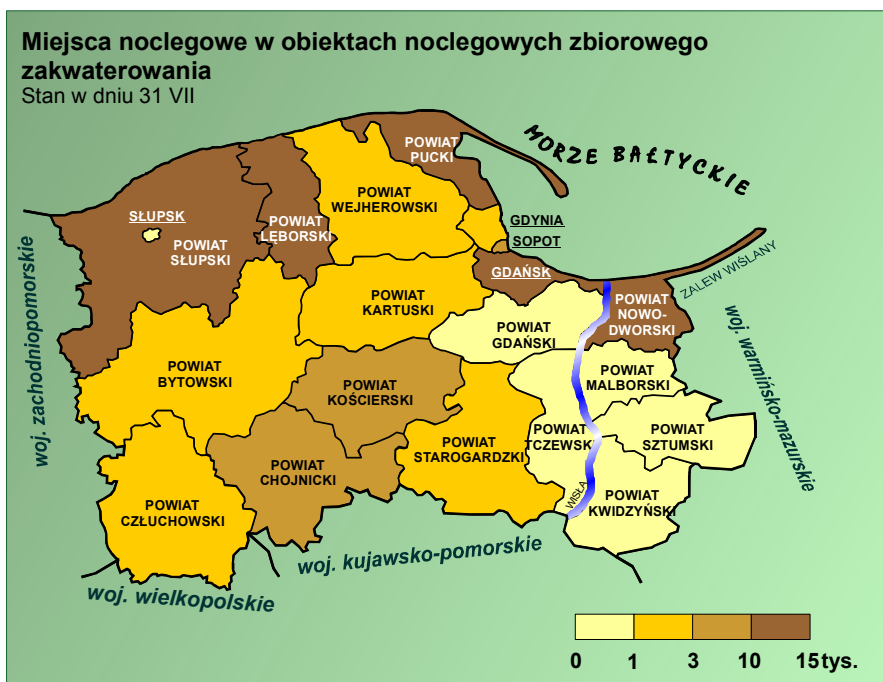 Miejsca noclegowe w obiektach noclegowych zbiorowego
zakwaterowania
Stan w dniu 31 VII
MORZE BAŁTYCKIE
POWIAT
PUCKI
POWIAT
WEJHEROWSKI
SŁUPSK
POWIAT
SŁUPSKI
POWIAT
LĘBORSKI
GDYNIA
SOPOT
GDAŃSK
ZALEW WIŚLANY
POWIAT
NOWO-
DWORSKI
POWIAT
KARTUSKI
POWIAT
GDAŃSKI
woj. zachodniopomorskie
woj. warmińsko-mazurskie
POWIAT
BYTOWSKI
POWIAT
KOŚCIERSKI
POWIAT
MALBORSKI
POWIAT
STAROGARDZKI
POWIAT
TCZEWSK
POWIAT
SZTUMSKI
POWIAT
CHOJNICKI
POWIAT
CZŁUCHOWSKI
WISŁA
POWIAT
KWIDZYŃSKI
woj. kujawsko-pomorskie
woj. wielkopolskie
0 1 3 10 15 tys.